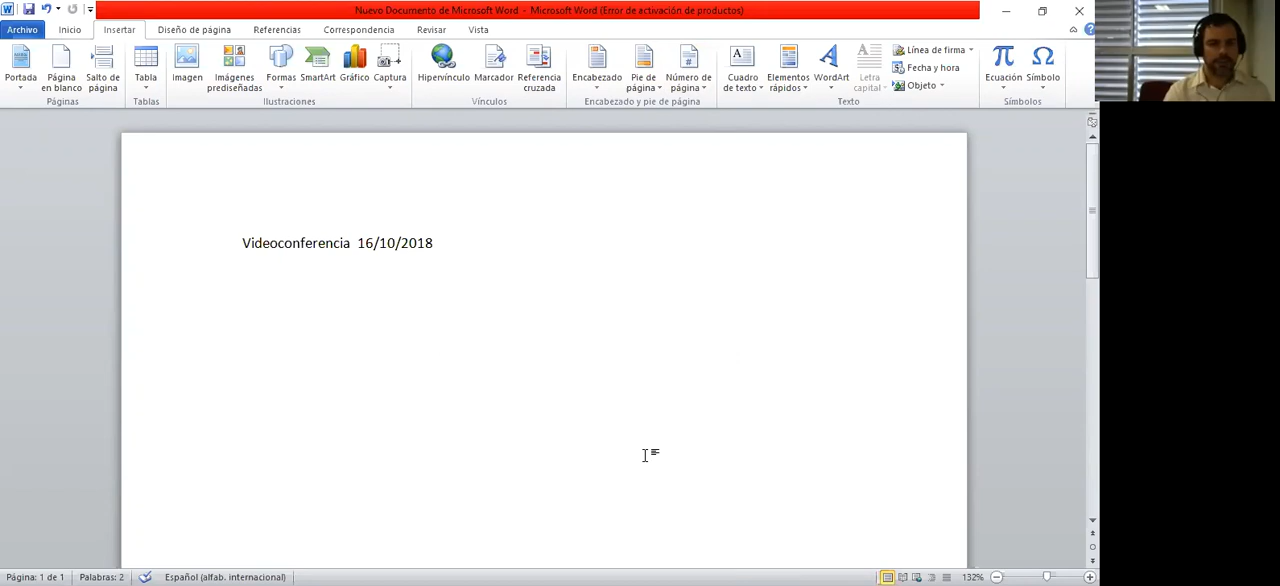 Nuevo Documento de Microsoft Word - Microsoft Word (Error de activación de productos)
Archivo Inicio Insertar Diseño de página Referencias Correspondencia Revisar Vista
Portada
Página en blanco
Salto de página
Tabla
Imagen
Imágenes prediseñadas
Formas
SmartArt
Gráfico
Captura
Hipervínculo
Marcador
Referencia cruzada
Encabezado
Pie de página
Número de página
Cuadro de texto
Elementos rápidos
WordArt
Letra capital
Línea de firma
Fecha y hora
Objeto
Ecuación
Símbolo
Páginas Tablas Ilustraciones Vínculos Encabezado y pie de página Texto Símbolos
Videoconferencia 16/10/2018
Página: 1 de 1 Palabras: 2 Español (alfab. internacional) 132%